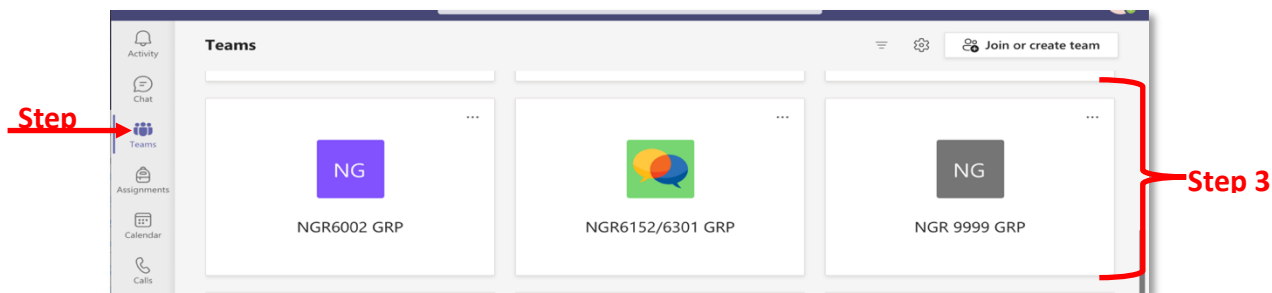 Activity
Teams
Join or create team
Chat
Step
Teams
...
...
...
NG
NG
Assignments
Step 3
NGR6002 GRP
NGR6152/6301 GRP
NGR 9999 GRP
Calendar
Calls